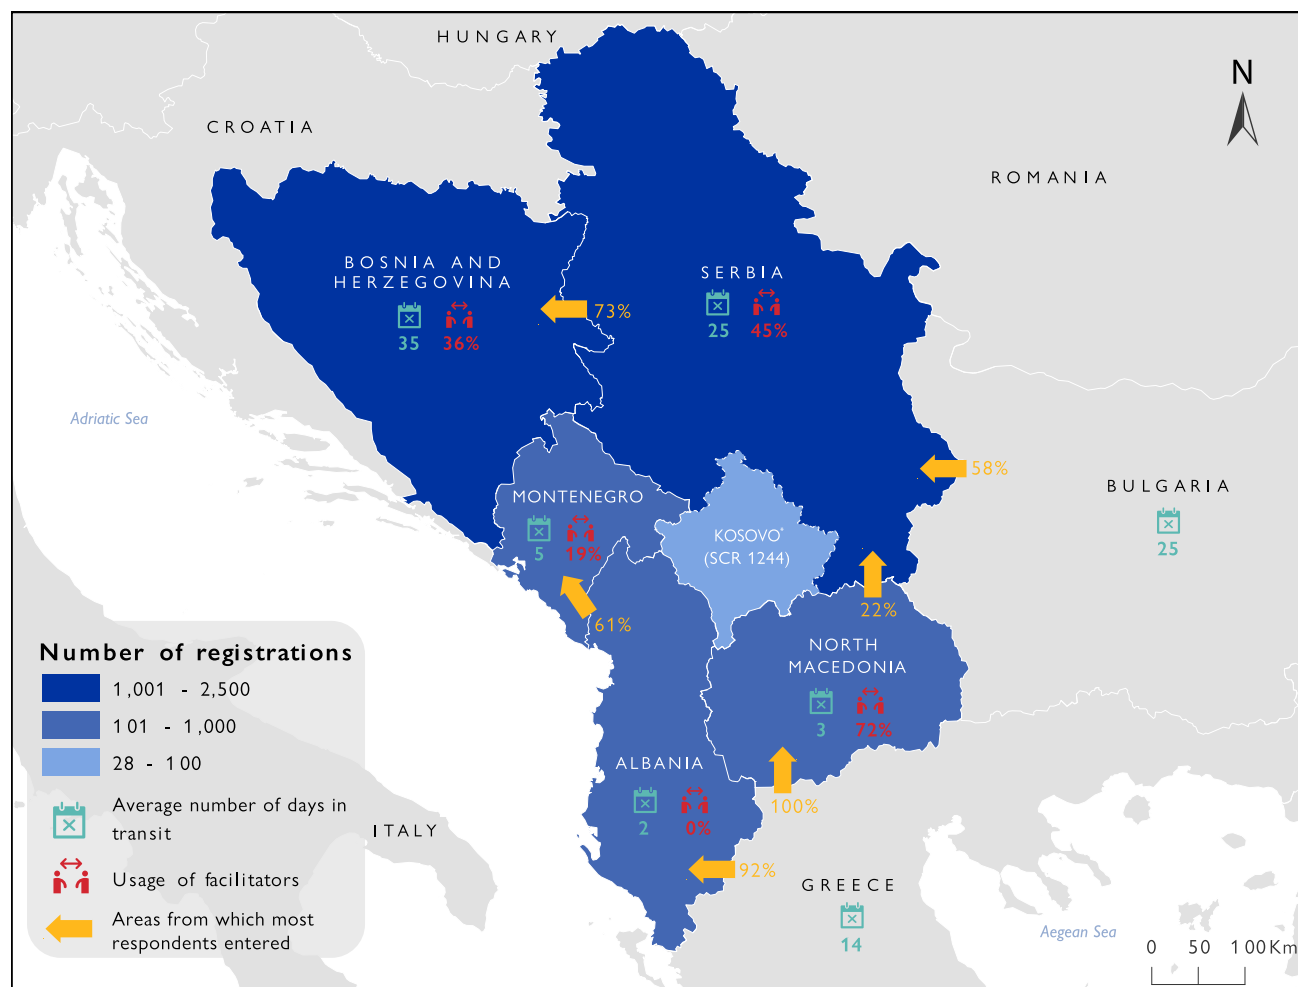 HUNGARY
N
CROATIA
ROMANIA
BOSNIA AND
HERZEGOVINA
35
36%
73%
SERBIA
25
45%
Adriatic Sea
58%
BULGARIA
25
MONTENEGRO
5
19%
61%
KOSOVO*
(SCR 1244)
22%
NORTH
MACEDONIA
3
72%
100%
ALBANIA
2
0%
92%
ITALY
GREECE
14
Aegean Sea
0 50 100Km
Number of registrations
1,001 - 2,500
101 - 1,000
28 - 100
Average number of days in
transit
Usage of facilitators
Areas from which most
respondents entered